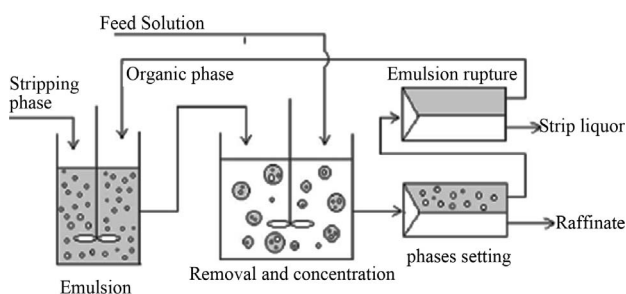 Feed Solution
Stripping
phase
Organic phase
Emulsion rupture
Strip liquor
Raffinate
phases setting
Removal and concentration
Emulsion